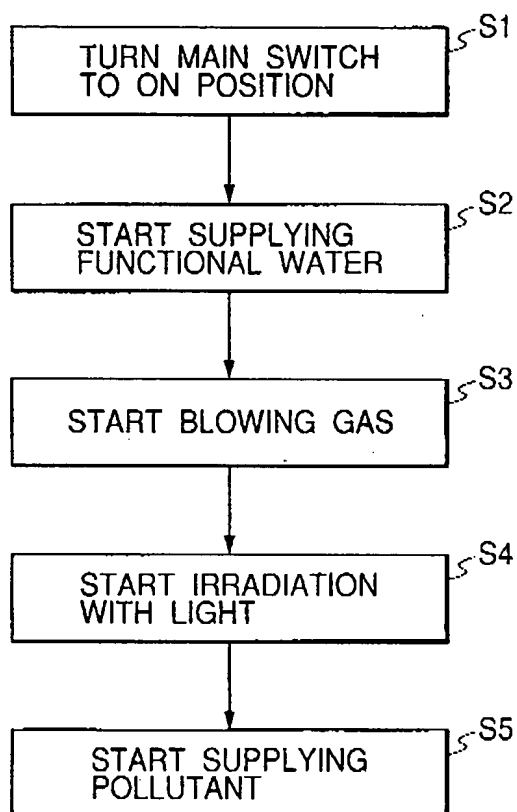 S1
TURN MAIN SWITCH
TO ON POSITION
S2
START SUPPLYING
FUNCTIONAL WATER
S3
START BLOWING GAS
S4
START IRRADIATION
WITH LIGHT
S5
START SUPPLYING
POLLUTANT